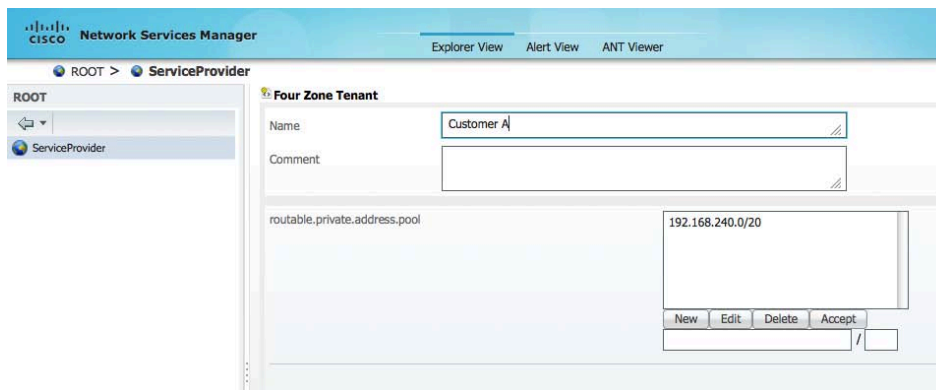 CISCO Network Services Manager
Explorer View Alert View ANT Viewer
ROOT > ServiceProvider
ROOT
ServiceProvider
Four Zone Tenant
Name Customer A
Comment
routable.private.address.pool 192.168.240.0/20
New Edit Delete Accept
/